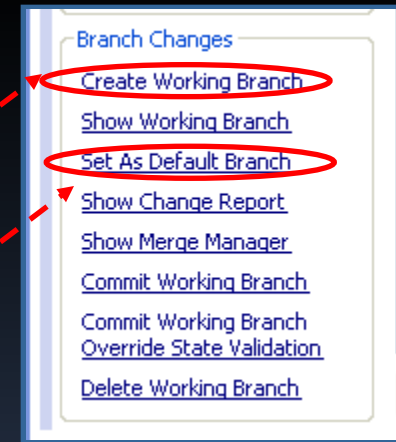 Branch Changes
Create Working Branch
Show Working Branch
Set As Default Branch
Show Change Report
Show Merge Manager
Commit Working Branch
Commit Working Branch
Override State Validation
Delete Working Branch